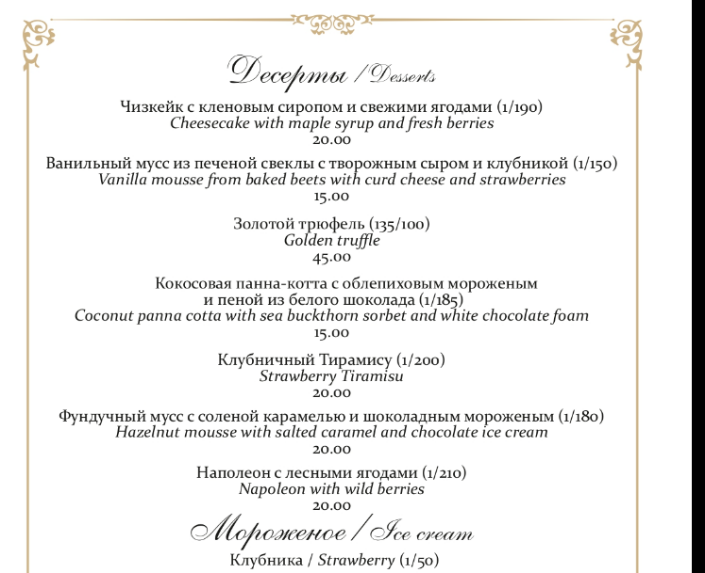 Десерты / Desserts
Чизкейк с кленовым сиропом и свежими ягодами (1/190)
Cheesecake with maple syrup and fresh berries
20.00
Ванильный мусс из печеной свеклы с творожным сыром и клубникой (1/150)
Vanilla mousse from baked beets with curd cheese and strawberries
15.00
Золотой трюфель (135/100)
Golden truffle
45.00
Кокосовая панна-котта с облепиховым мороженым
и пеной из белого шоколада (1/185)
Coconut panna cotta with sea buckthorn sorbet and white chocolate foam
15.00
Клубничный Тирамису (1/200)
Strawberry Tiramisu
20.00
Фундучный мусс с соленой карамелью и шоколадным мороженым (1/180)
Hazelnut mousse with salted caramel and chocolate ice cream
20.00
Наполеон с лесными ягодами (1/210)
Napoleon with wild berries
20.00
Мороженое / Ice cream
Клубника / Strawberry (1/50)